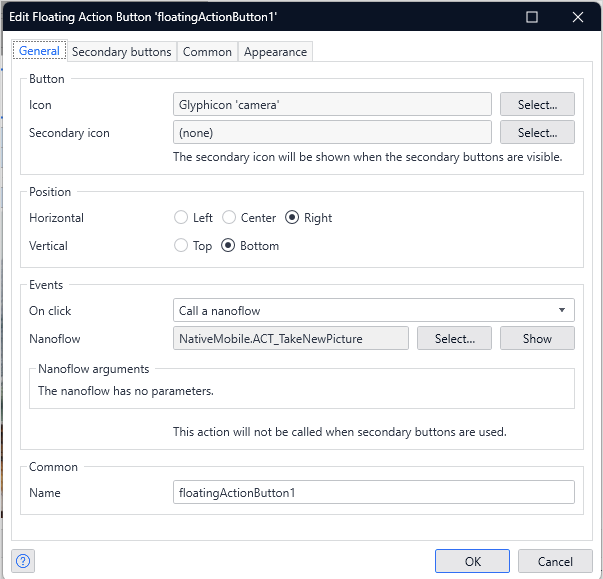 Edit Floating Action Button 'floatingActionButton1'
General Secondary buttons Common Appearance
Button
Icon Glyphicon 'camera' Select...
Secondary icon (none) Select...
The secondary icon will be shown when the secondary buttons are visible.
Position
Horizontal Left Center Right
Vertical Top Bottom
Events
On click Call a nanoflow
Nanoflow NativeMobile.ACT_TakeNewPicture Select... Show
Nanoflow arguments
The nanoflow has no parameters.
This action will not be called when secondary buttons are used.
Common
Name floatingActionButton1
? OK Cancel